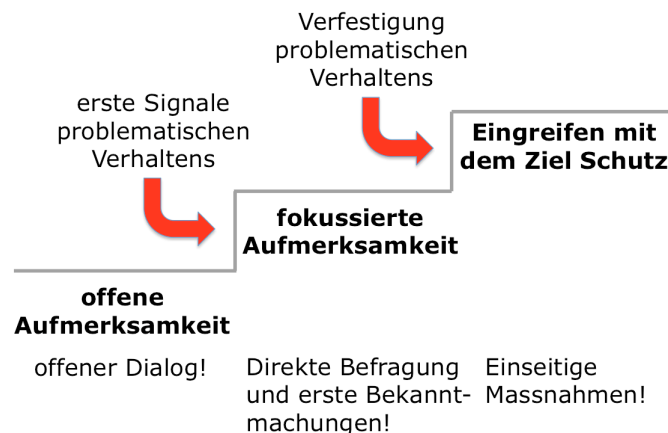 Verfestigung
problematischen
Verhaltens
erste Signale
problematischen
Verhaltens
Eingreifen mit
dem Ziel Schutz
fokussierte
Aufmerksamkeit
offene
Aufmerksamkeit
offener Dialog!
Direkte Befragung
und erste Bekannt-
machungen!
Einseitige
Massnahmen!